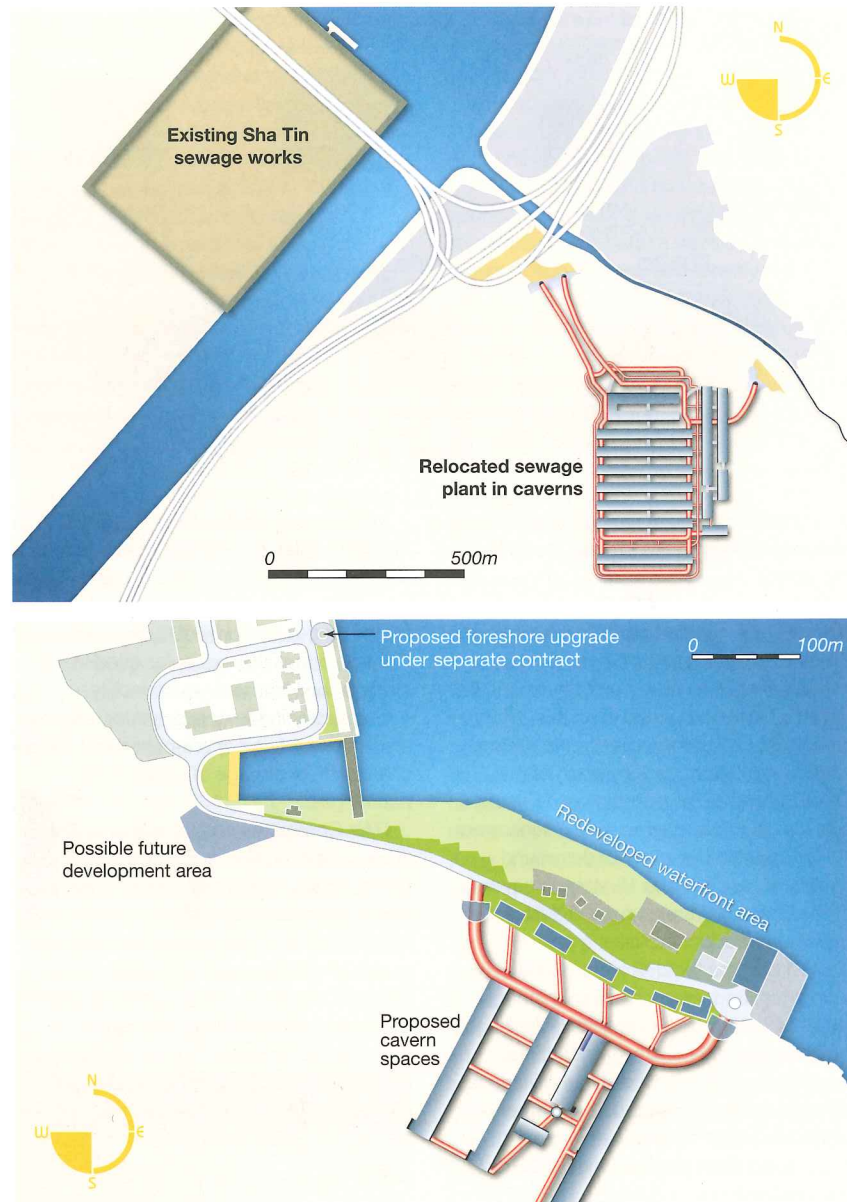 N
W
E
S
Existing Sha Tin
sewage works
Relocated sewage
plant in caverns
0
500m
Proposed foreshore upgrade
under separate contract
0
100m
Redeveloped waterfront area
Possible future
development area
Proposed
cavern
spaces
N
W
E
S